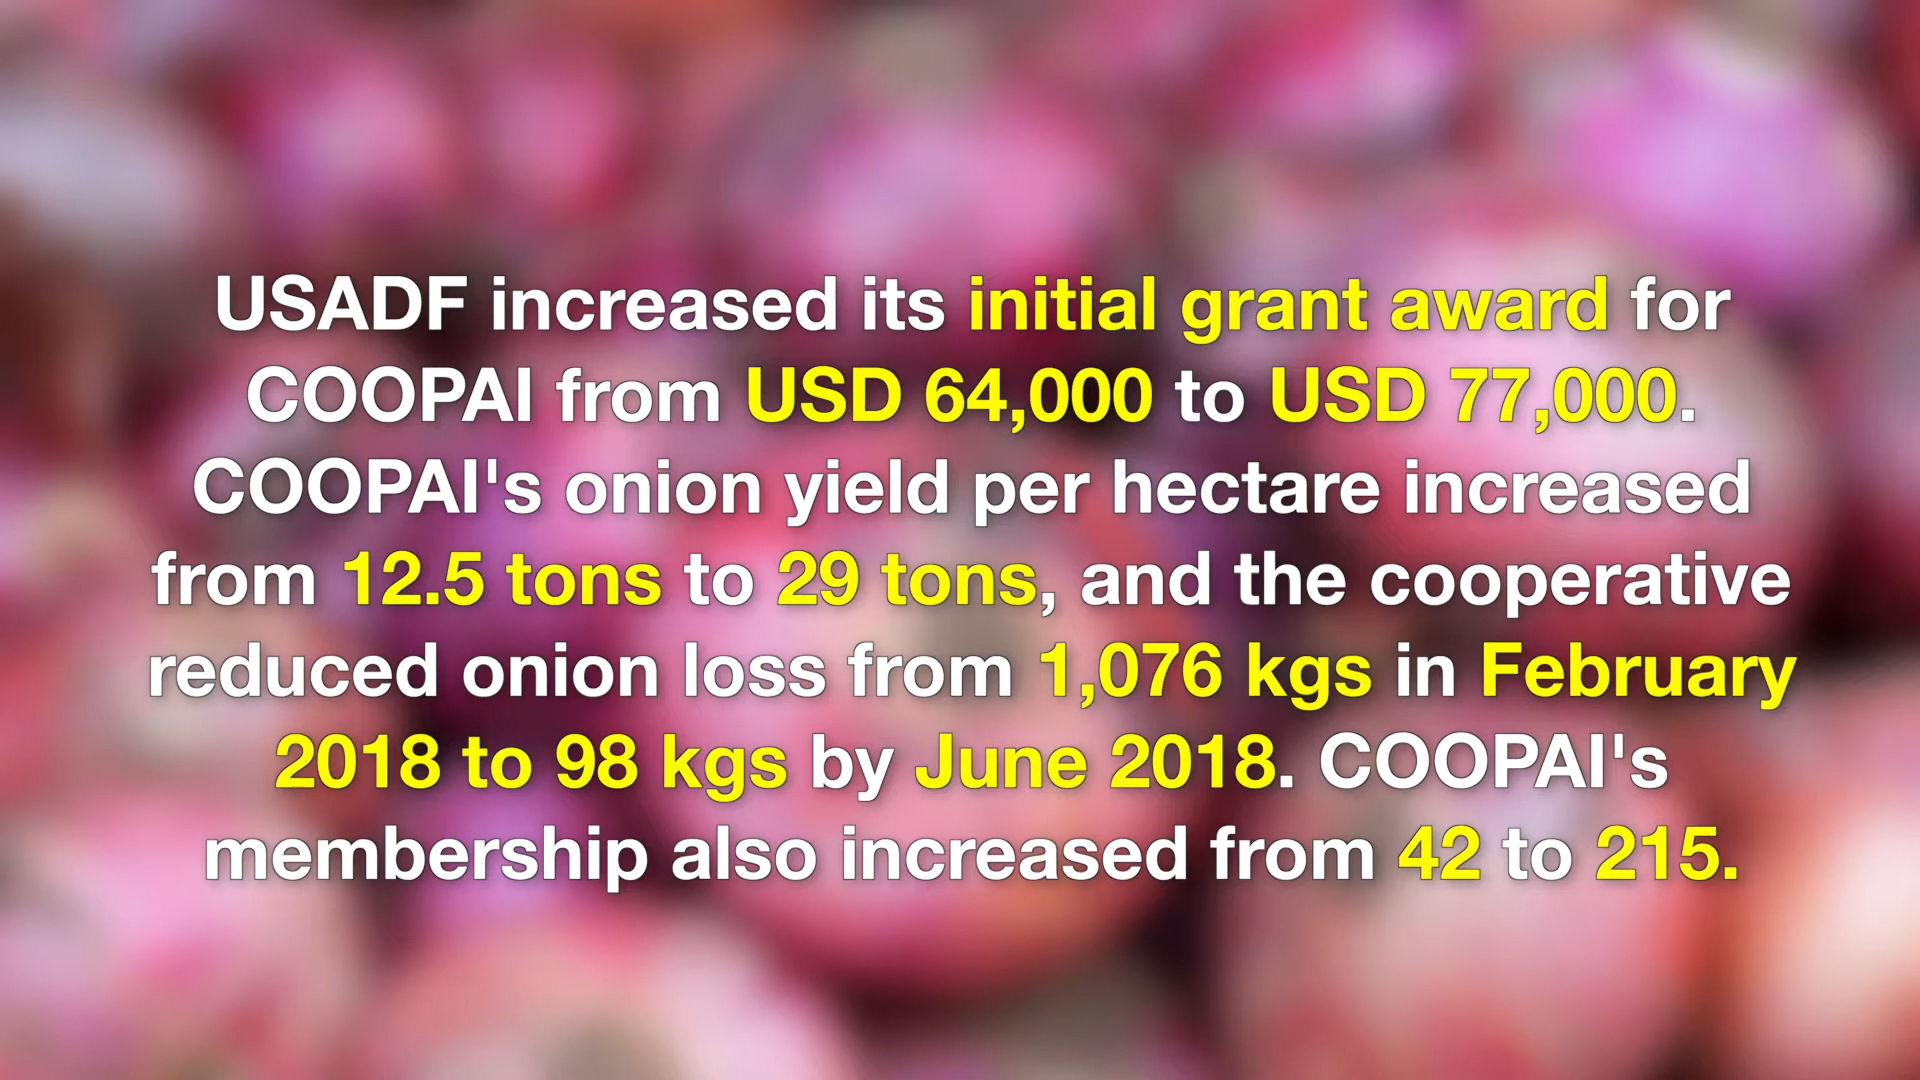 USADF increased its initial grant award for
COOPAI from USD 64,000 to USD 77,000.
COOPAI's onion yield per hectare increased
from 12.5 tons to 29 tons, and the cooperative
reduced onion loss from 1,076 kgs in February
2018 to 98 kgs by June 2018. COOPAI's
membership also increased from 42 to 215.